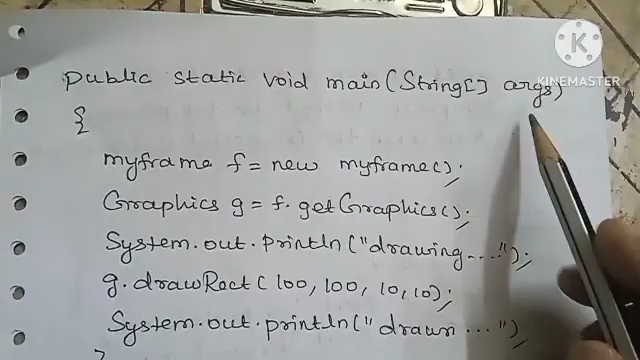 KINEMASTER
public static void main(String[] args)
{
myframe f = new myframe();
Graphics g = f.getGraphics();
System.out.println("drawing...");
g.drawRect(100, 100, 10, 10);
System.out.println("drawn...")
}